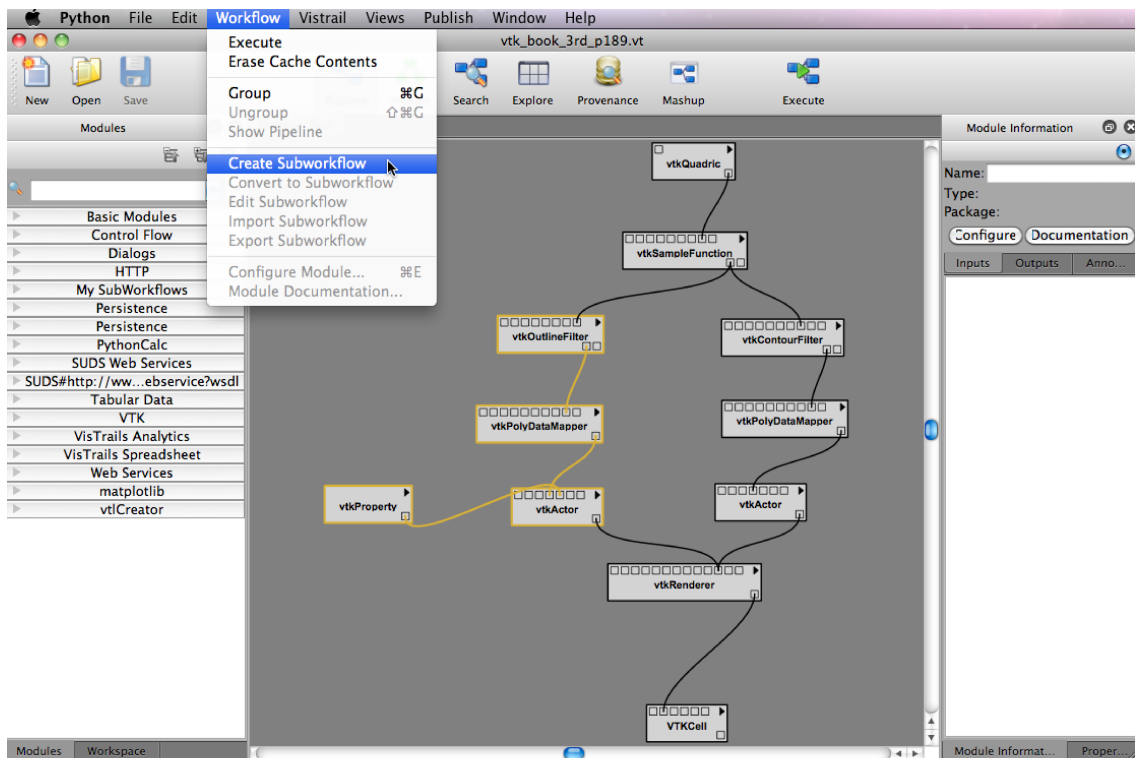 Python File Edit Workflow Vistrail Views Publish Window Help
vtk_book_3rd_p189.vt
New Open Save Search Explore Provenance Mashup Execute
Execute
Erase Cache Contents
Group ⌘G
Ungroup ⇧⌘G
Show Pipeline
Create Subworkflow
Convert to Subworkflow
Edit Subworkflow
Import Subworkflow
Export Subworkflow
Configure Module... ⌘E
Module Documentation...
Modules
Basic Modules
Control Flow
Dialogs
HTTP
My SubWorkflows
Persistence
Persistence
PythonCalc
SUDS Web Services
SUDS#http://ww...ebservice?wsdl
Tabular Data
VTK
VisTrails Analytics
VisTrails Spreadsheet
Web Services
matplotlib
vtlCreator
Modules Workspace
vtkQuadric
vtkSampleFunction
vtkOutlineFilter
vtkContourFilter
vtkPolyDataMapper
vtkPolyDataMapper
vtkProperty
vtkActor
vtkActor
vtkRenderer
VTKCell
Module Information
Name:
Type:
Package:
Configure Documentation
Inputs Outputs Anno...
Module Informat... Proper...